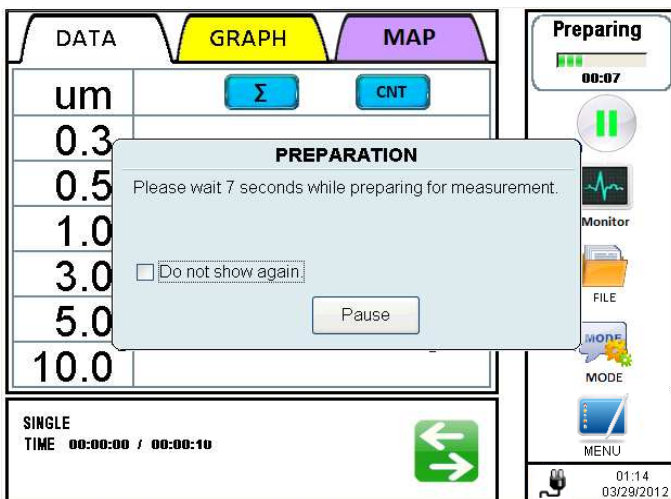 DATA
GRAPH
MAP
um
Σ
CNT
0.3
0.5
1.0
3.0
5.0
10.0
PREPARATION
Please wait 7 seconds while preparing for measurement.
Do not show again.
Pause
SINGLE
TIME 00:00:00 / 00:00:10
Preparing
00:07
Monitor
FILE
MODE
MODE
MENU
01:14
03/29/2012